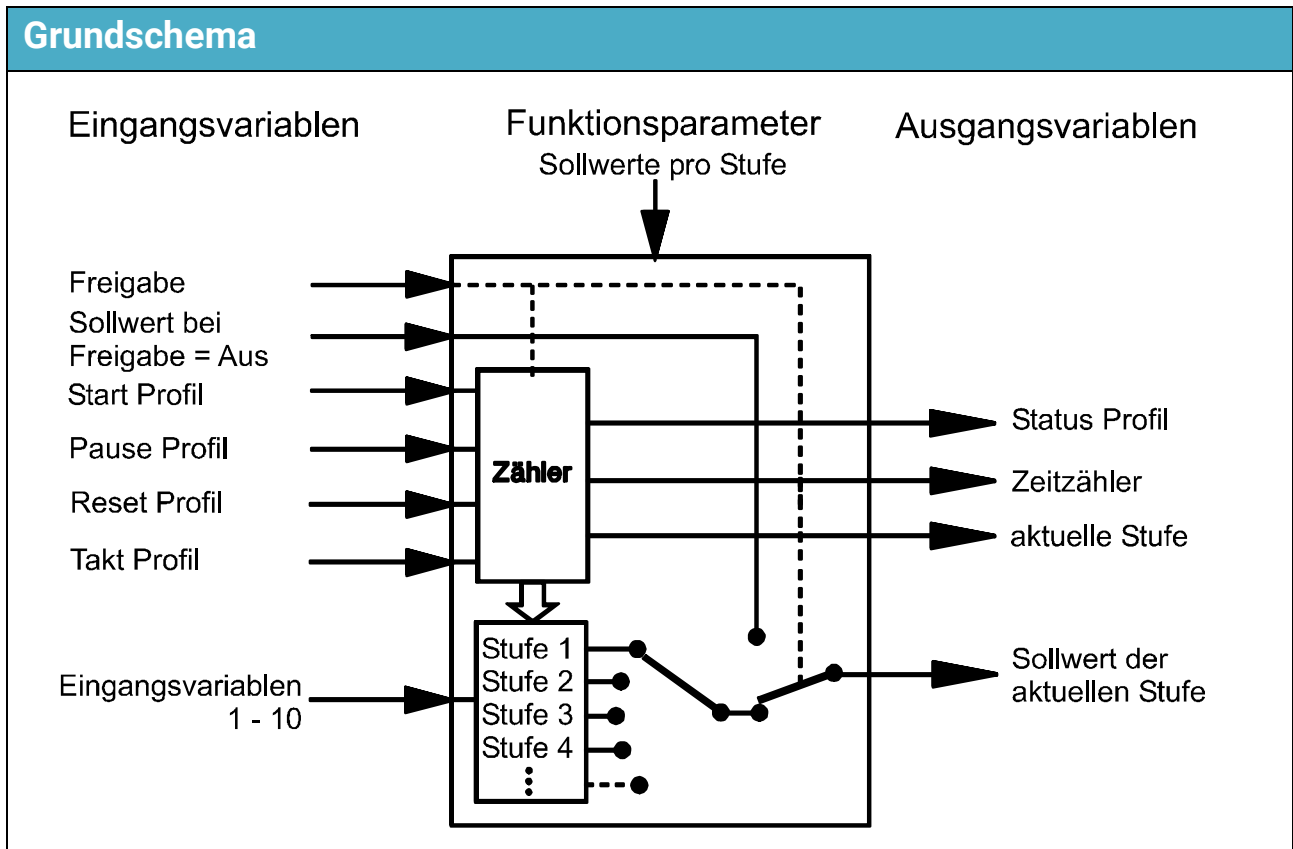 Grundschema
Eingangsvariablen
Funktionsparameter
Sollwerte pro Stufe
Ausgangsvariablen
Freigabe
Sollwert bei
Freigabe = Aus
Start Profil
Pause Profil
Reset Profil
Takt Profil
Eingangsvariablen
1 - 10
Zähler
Stufe 1
Stufe 2
Stufe 3
Stufe 4
Status Profil
Zeitzähler
aktuelle Stufe
Sollwert der
aktuellen Stufe